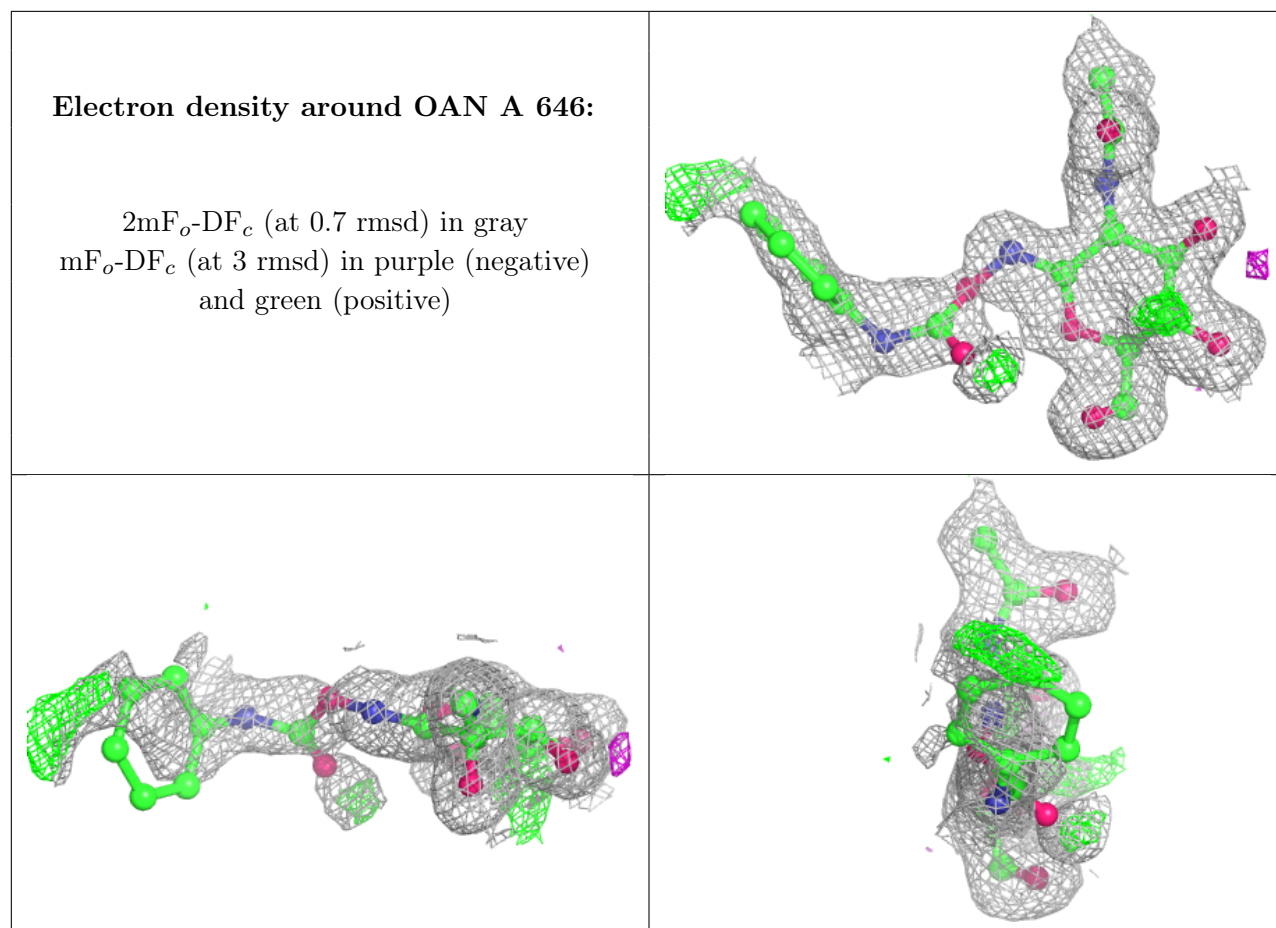 Electron density around OAN A 646:
2mFₒ-DF𝑐 (at 0.7 rmsd) in gray
mFₒ-DF𝑐 (at 3 rmsd) in purple (negative)
and green (positive)